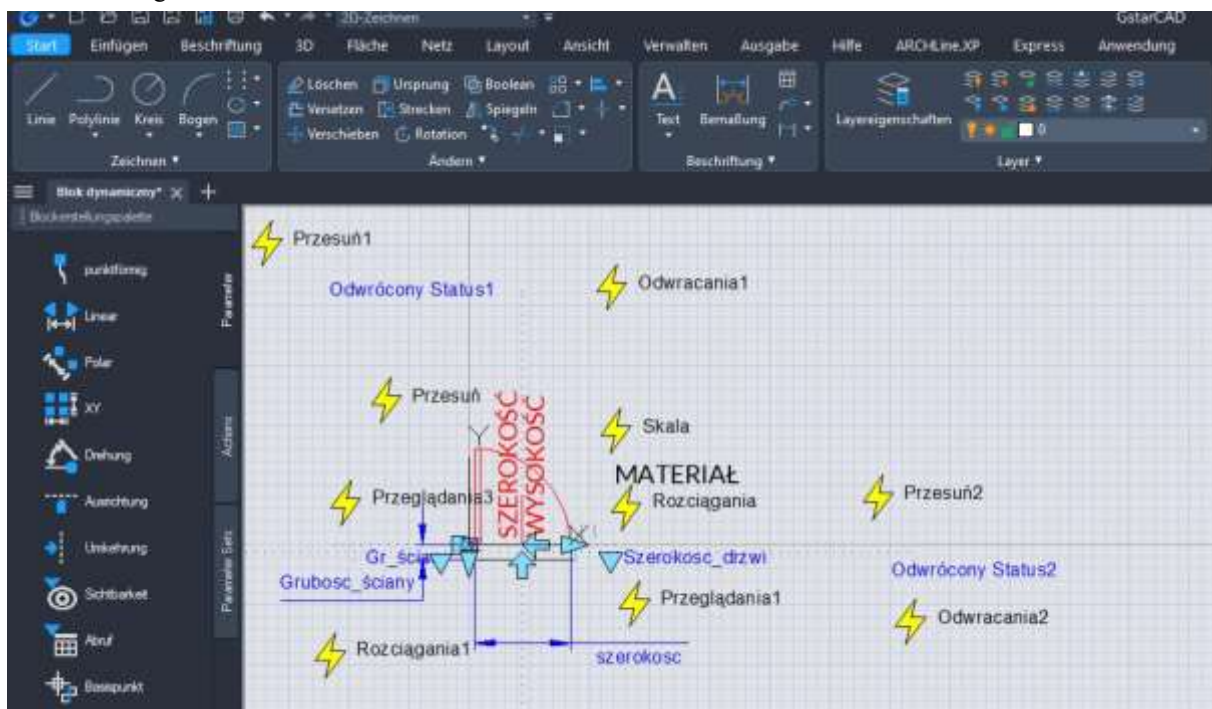 2D-Zeichnen
GstarCAD
Start Einfügen Beschriftung 3D Fläche Netz Layout Ansicht Verwalten Ausgabe Hilfe ARCHLine.XP Express Anwendung
Löschen Ursprung Boolean
Versetzen Strecken Spiegeln
Linie Polylinie Kreis Bogen
Verschieben Rotation
Text Bemaßung
Layereigenschaften
0
Zeichnen
Ändern
Beschriftung
Layer
Blok dynamiczny*
Blockerstellungspalette
punktförmig
Linear
Polar
XY
Drehung
Ausrichtung
Umkehrung
Sichtbarkeit
Abruf
Basispunkt
Parameter
Actions
Parameter Sets
Przesuń1
Odwrócony Status1
Odwracania1
Przesuń
SZEROKOŚĆ
WYSOKOŚĆ
Y
Skala
MATERIAŁ
Przeglądania3
Rozciągania
Przesuń2
X
Szerokosc_drzwi
Grubosc_ściany
Odwrócony Status2
Przeglądania1
Odwracania2
Rozciągania1
szerokosc